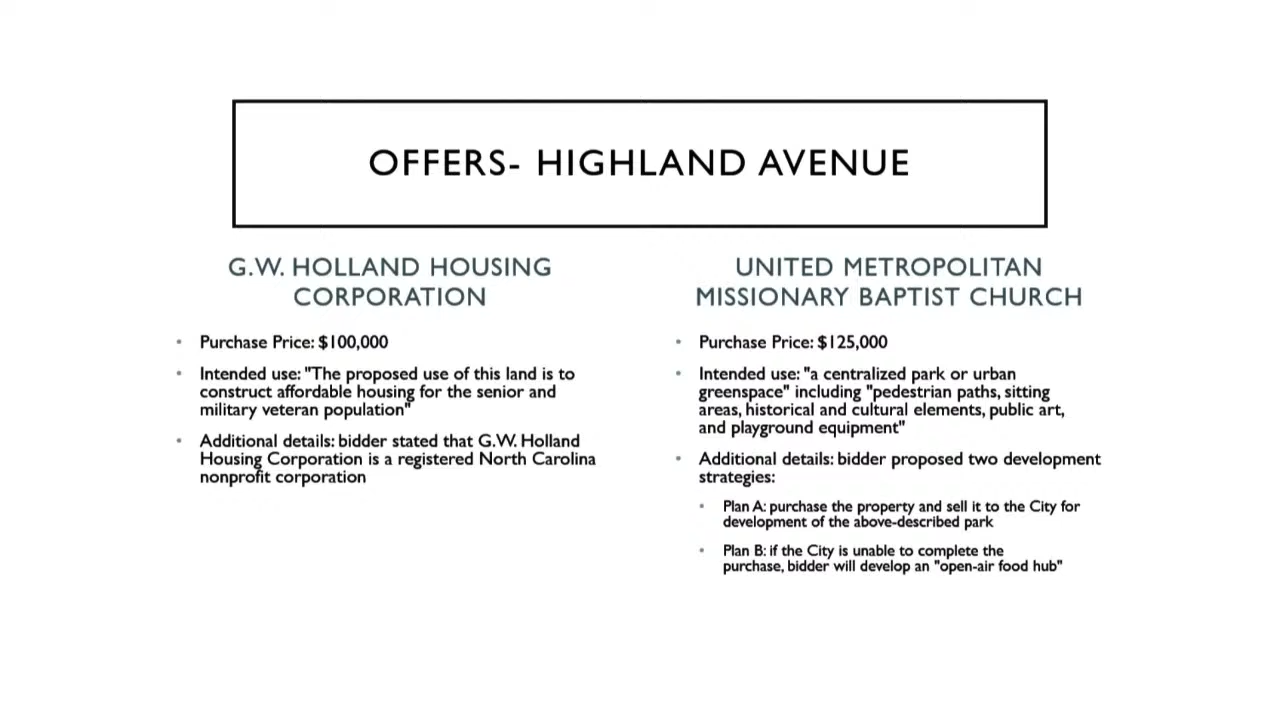 OFFERS- HIGHLAND AVENUE
G.W. HOLLAND HOUSING
CORPORATION
• Purchase Price: $100,000
• Intended use: "The proposed use of this land is to
construct affordable housing for the senior and
military veteran population"
• Additional details: bidder stated that G.W. Holland
Housing Corporation is a registered North Carolina
nonprofit corporation
UNITED METROPOLITAN
MISSIONARY BAPTIST CHURCH
• Purchase Price: $125,000
• Intended use: "a centralized park or urban
greenspace" including "pedestrian paths, sitting
areas, historical and cultural elements, public art,
and playground equipment"
• Additional details: bidder proposed two development
strategies:
• Plan A: purchase the property and sell it to the City for
development of the above-described park
• Plan B: if the City is unable to complete the
purchase, bidder will develop an "open-air food hub"